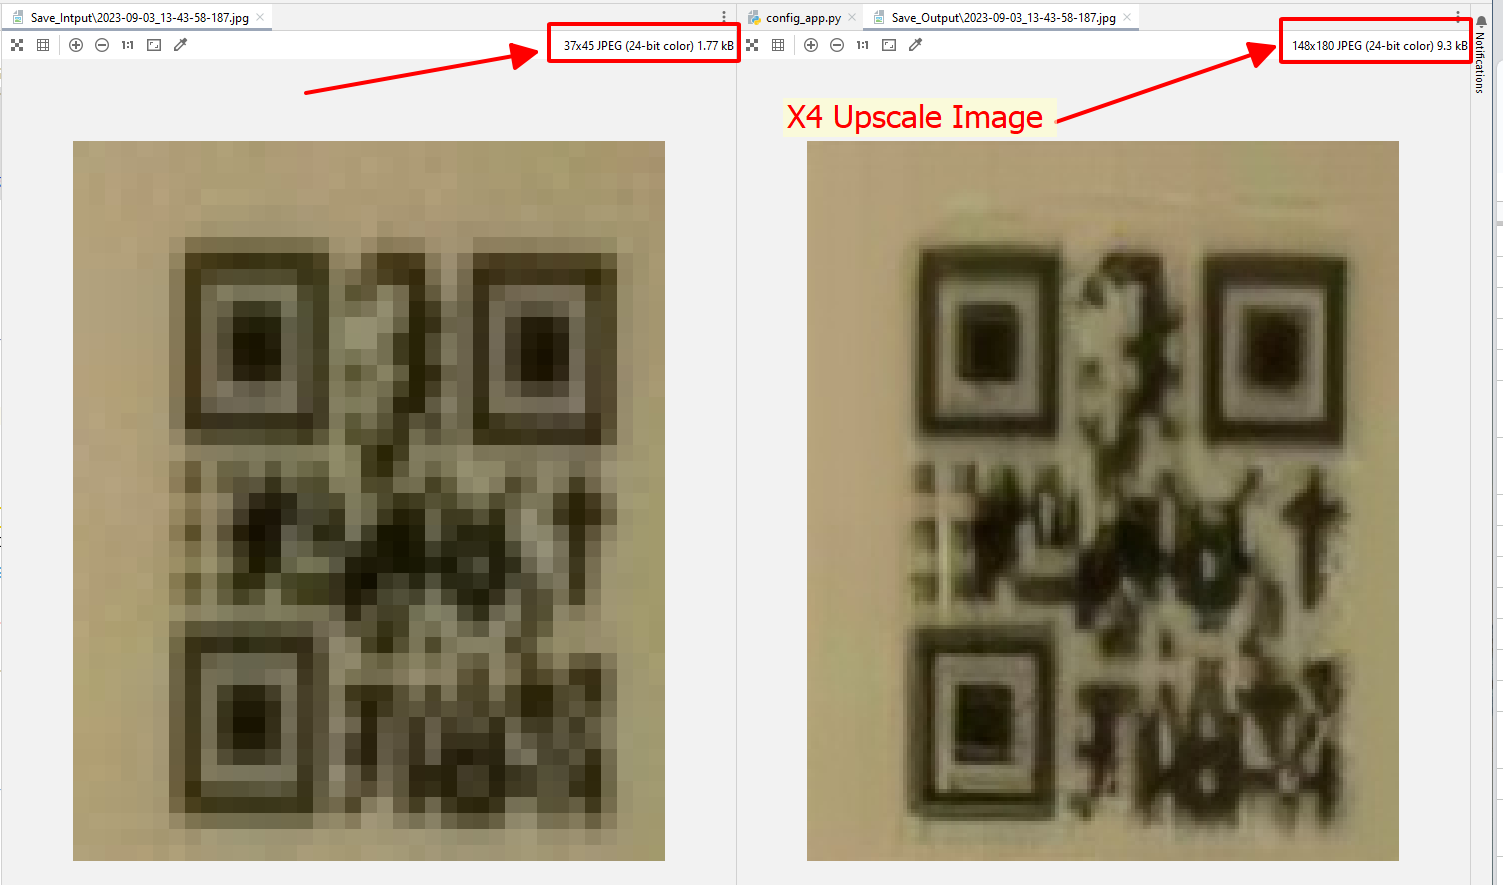 Save_Intput\2023-09-03_13-43-58-187.jpg
config_app.py
Save_Output\2023-09-03_13-43-58-187.jpg
1:1
37x45 JPEG (24-bit color) 1.77 kB
1:1
148x180 JPEG (24-bit color) 9.3 kB
Notifications
X4 Upscale Image